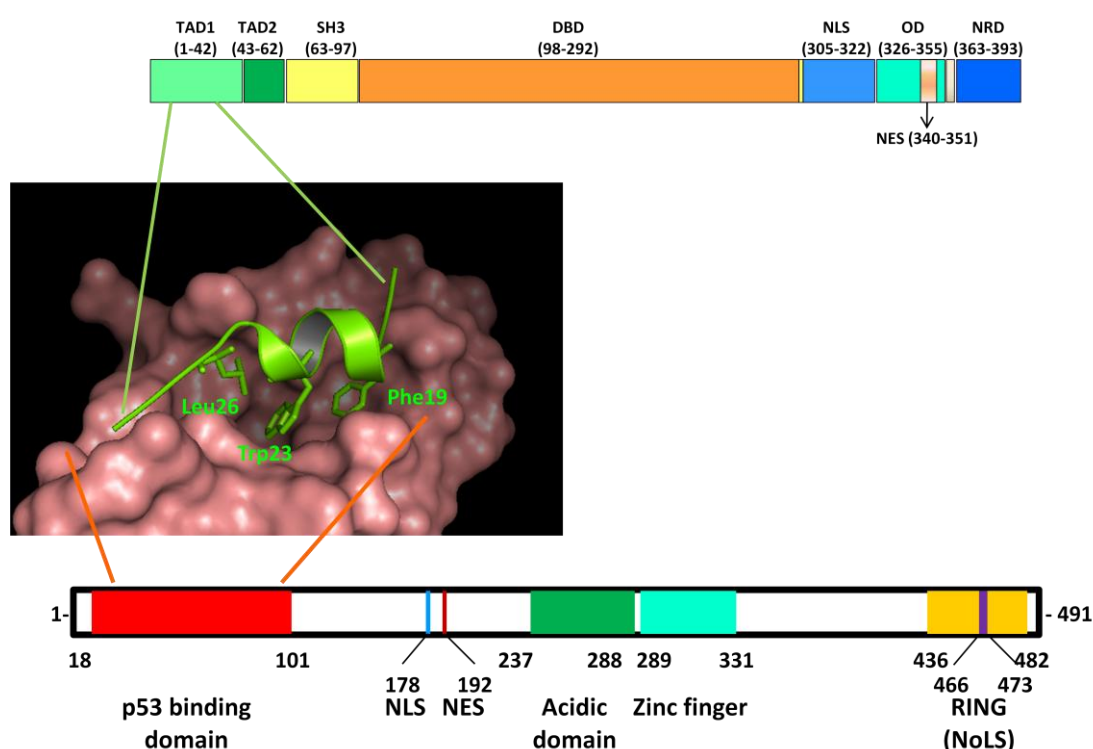 TAD1 TAD2 SH3 DBD NLS OD NRD
(1-42) (43-62) (63-97) (98-292) (305-322) (326-355) (363-393)
NES (340-351)
Leu26
Phe19
Trp23
1- - 491
18 101 237 288 289 331 436 482
178 192 466 473
p53 binding NLS NES Acidic Zinc finger RING
domain domain (NoLS)